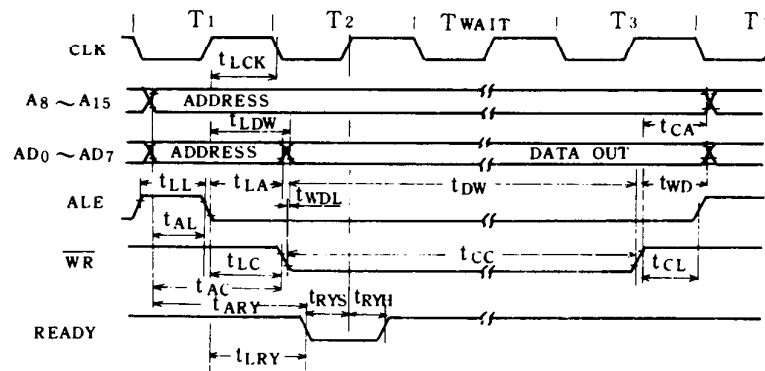 T1 T2 TWAIT T3 T
CLK
tLCK
A8 ~ A15 ADDRESS
tLDW tCA
AD0 ~ AD7 ADDRESS DATA OUT
tLL tLA tDW tWD
tWDL
ALE
tAL
WR tLC tCC tCL
tAC
tARY tRYS tRYH
READY
tLRY